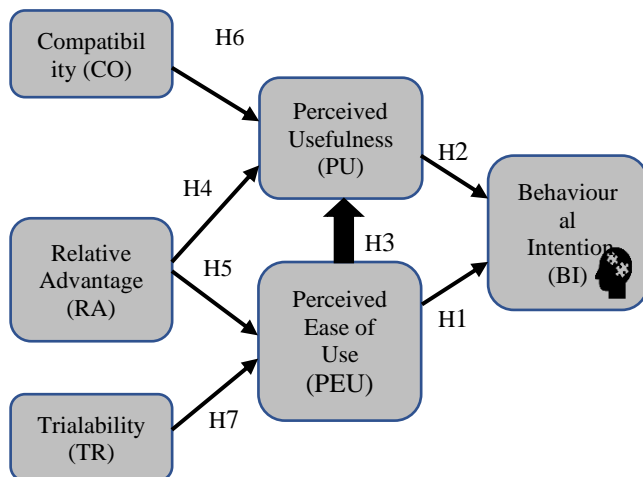 Compatibil
ity (CO)
H6
Perceived
Usefulness
(PU)
H2
H4
Behaviour
al
Intention
(BI)
Relative
Advantage
(RA)
H5
H3
Perceived
Ease of
Use
(PEU)
H1
Trialability
(TR)
H7